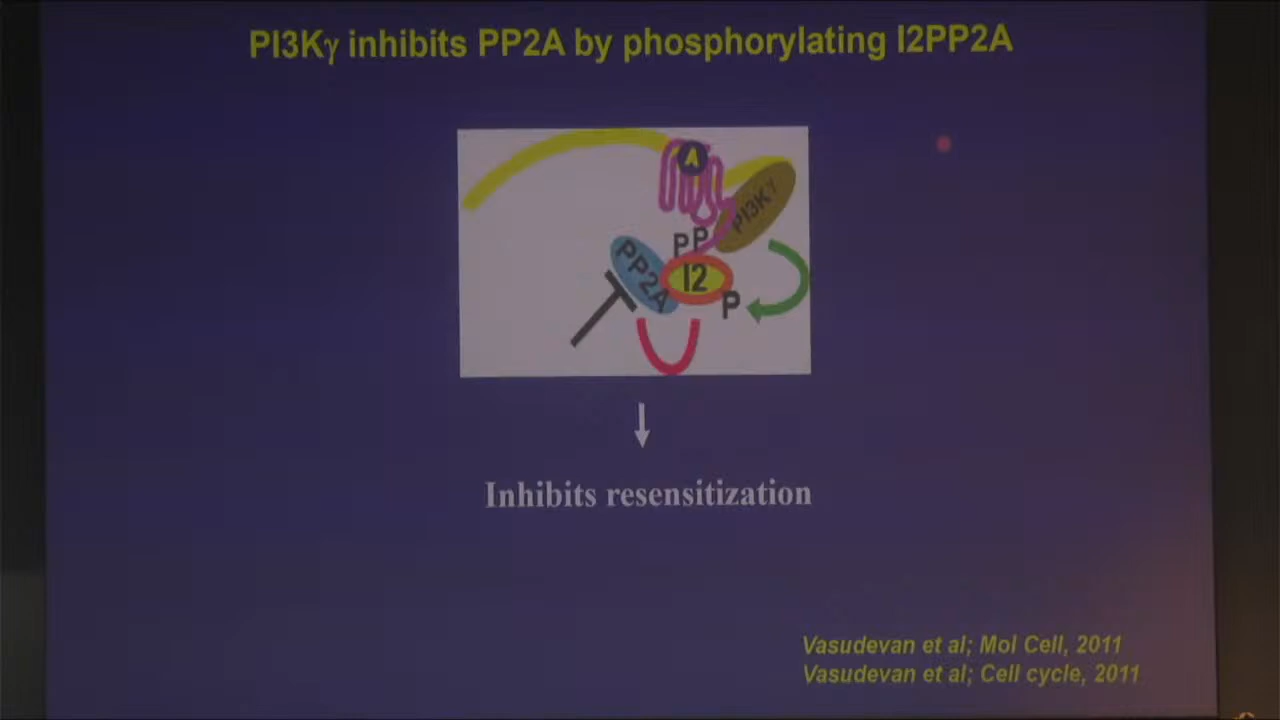 PI3Kγ inhibits PP2A by phosphorylating I2PP2A
A
PI3Kγ
PP
PP2A
I2
P
Inhibits resensitization
Vasudevan et al; Mol Cell, 2011
Vasudevan et al; Cell cycle, 2011